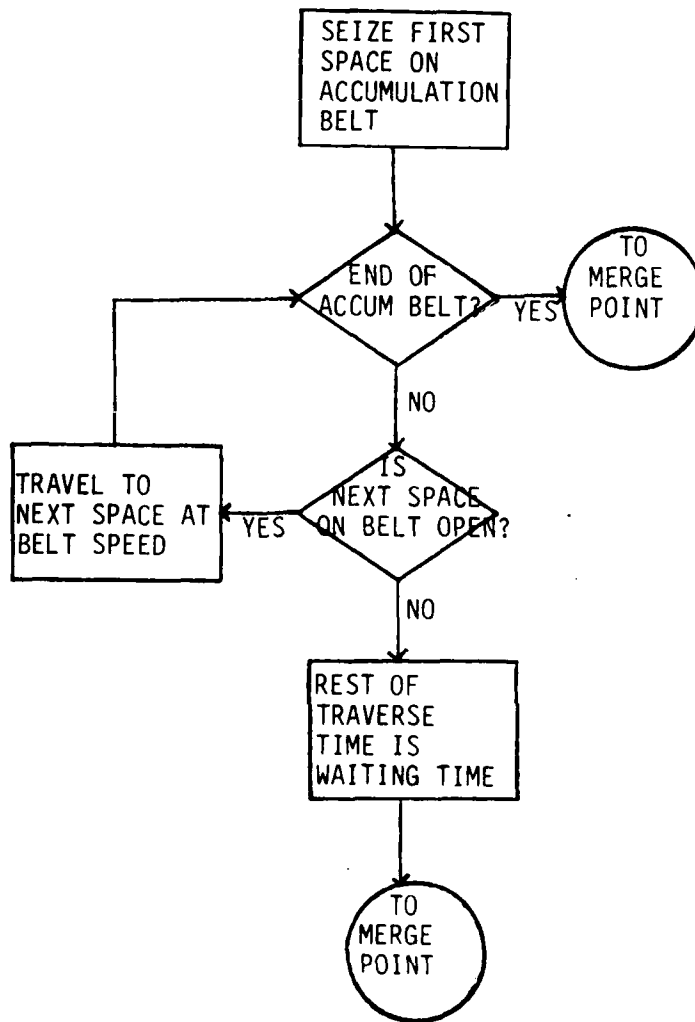 SEIZE FIRST
SPACE ON
ACCUMULATION
BELT
END OF
ACCUM BELT?
YES
TO
MERGE
POINT
NO
IS
NEXT SPACE
ON BELT OPEN?
YES
TRAVEL TO
NEXT SPACE AT
BELT SPEED
NO
REST OF
TRAVERSE
TIME IS
WAITING TIME
TO
MERGE
POINT